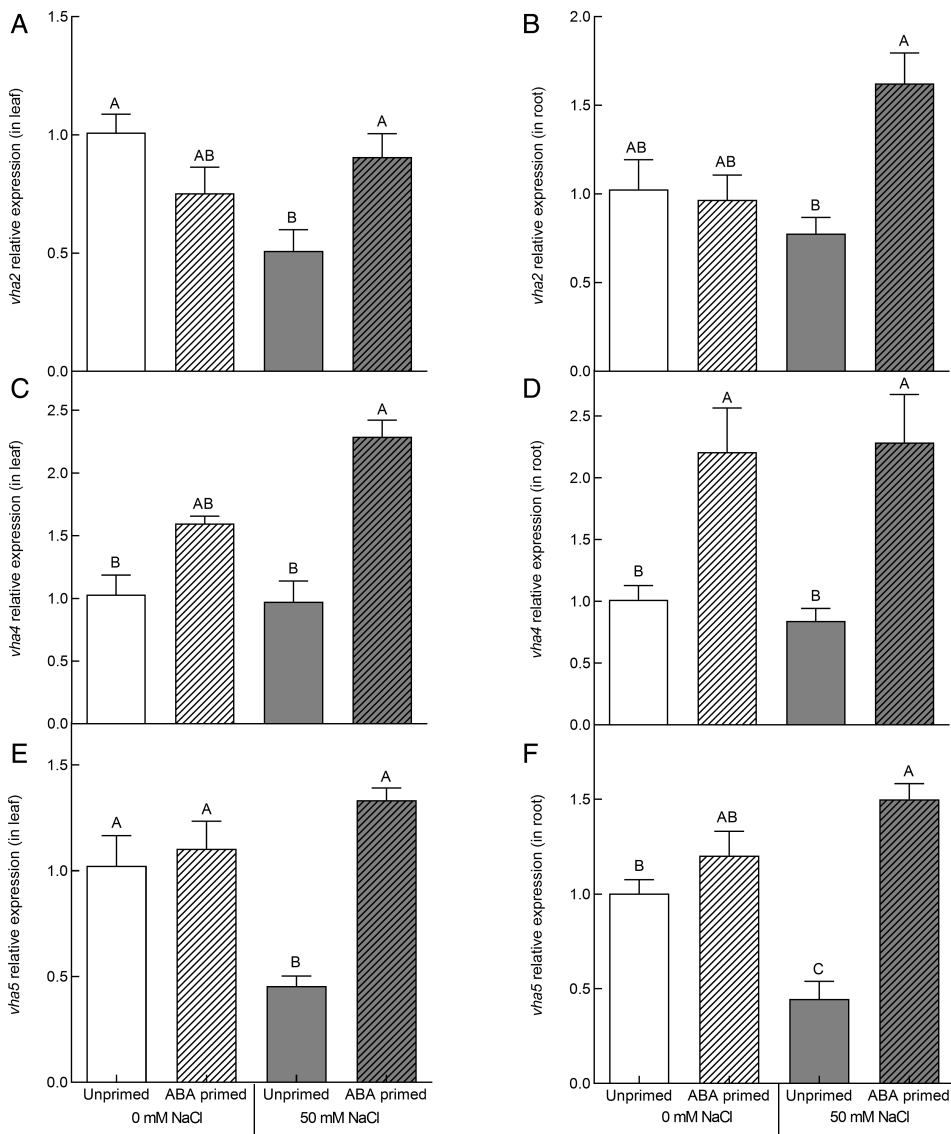 A
vha2 relative expression (in leaf)
1.5
1.0
0.5
0.0
A
AB
B
A
B
vha2 relative expression (in root)
2.0
1.5
1.0
0.5
0.0
AB
AB
B
A
C
vha4 relative expression (in leaf)
2.5
2.0
1.5
1.0
0.5
0.0
B
AB
B
A
D
vha4 relative expression (in root)
2.5
2.0
1.5
1.0
0.5
0.0
B
A
B
A
E
vha5 relative expression (in leaf)
1.5
1.0
0.5
0.0
A
A
B
A
Unprimed ABA primed Unprimed ABA primed
0 mM NaCl 50 mM NaCl
F
vha5 relative expression (in root)
1.5
1.0
0.5
0.0
B
AB
C
A
Unprimed ABA primed Unprimed ABA primed
0 mM NaCl 50 mM NaCl